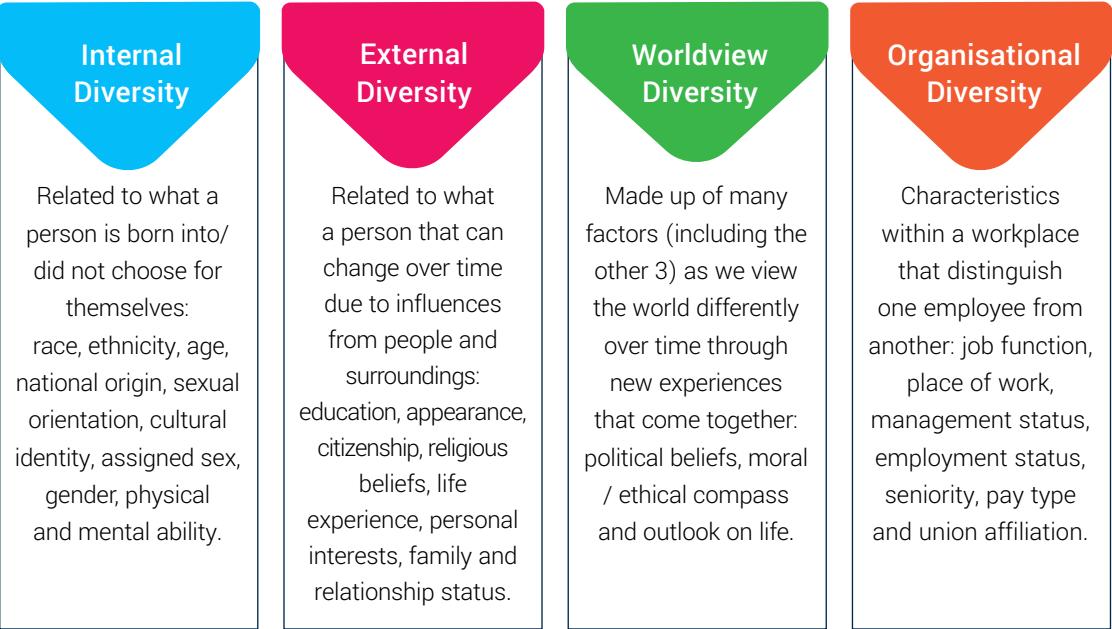 Internal
Diversity
Related to what a
person is born into/
did not choose for
themselves:
race, ethnicity, age,
national origin, sexual
orientation, cultural
identity, assigned sex,
gender, physical
and mental ability.
External
Diversity
Related to what
a person that can
change over time
due to influences
from people and
surroundings:
education, appearance,
citizenship, religious
beliefs, life
experience, personal
interests, family and
relationship status.
Worldview
Diversity
Made up of many
factors (including the
other 3) as we view
the world differently
over time through
new experiences
that come together:
political beliefs, moral
/ ethical compass
and outlook on life.
Organisational
Diversity
Characteristics
within a workplace
that distinguish
one employee from
another: job function,
place of work,
management status,
employment status,
seniority, pay type
and union affiliation.